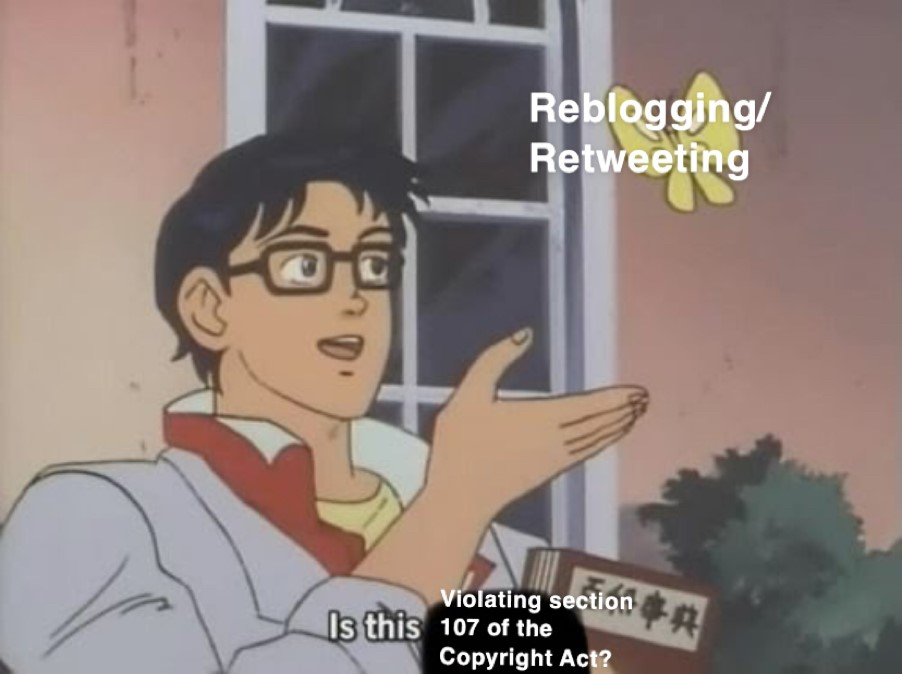 Reblogging/
Retweeting
Is this
Violating section
107 of the
Copyright Act?